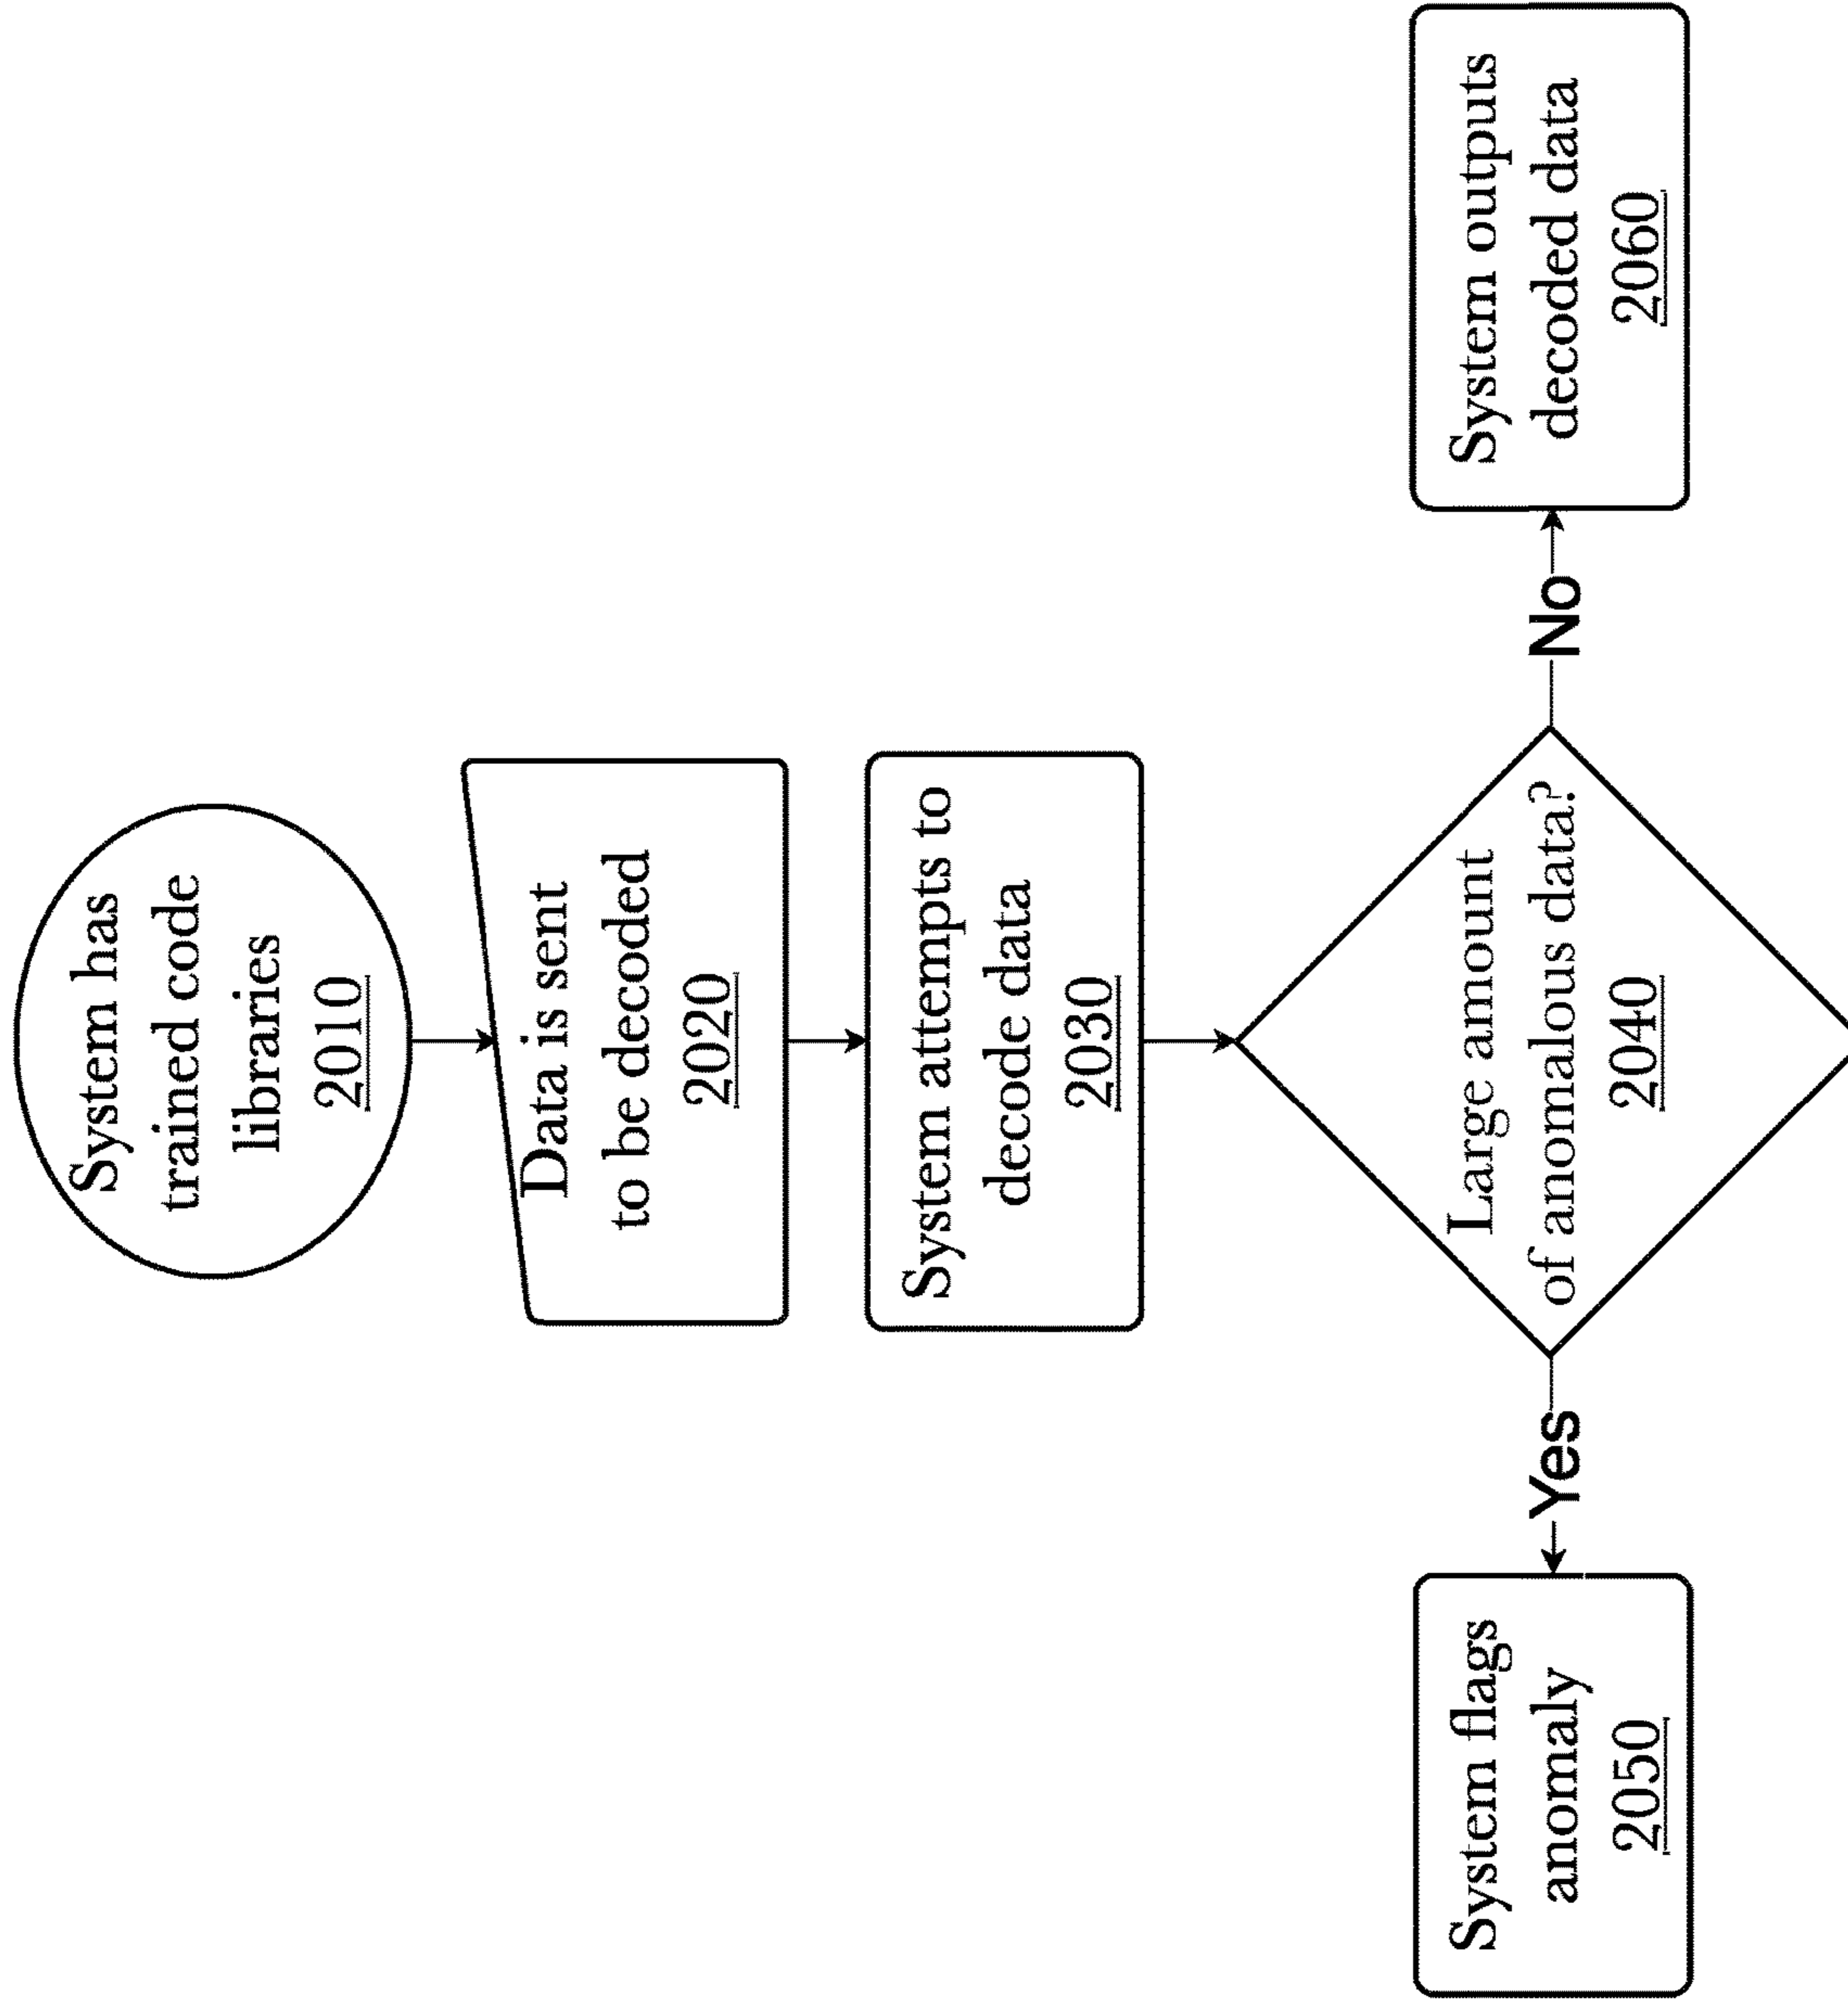 System has
trained code
libraries
2010
Data is sent
to be decoded
2020
System attempts to
decode data
2030
Large amount
of anomalous data?
2040
Yes
No
System flags
anomaly
2050
System outputs
decoded data
2060